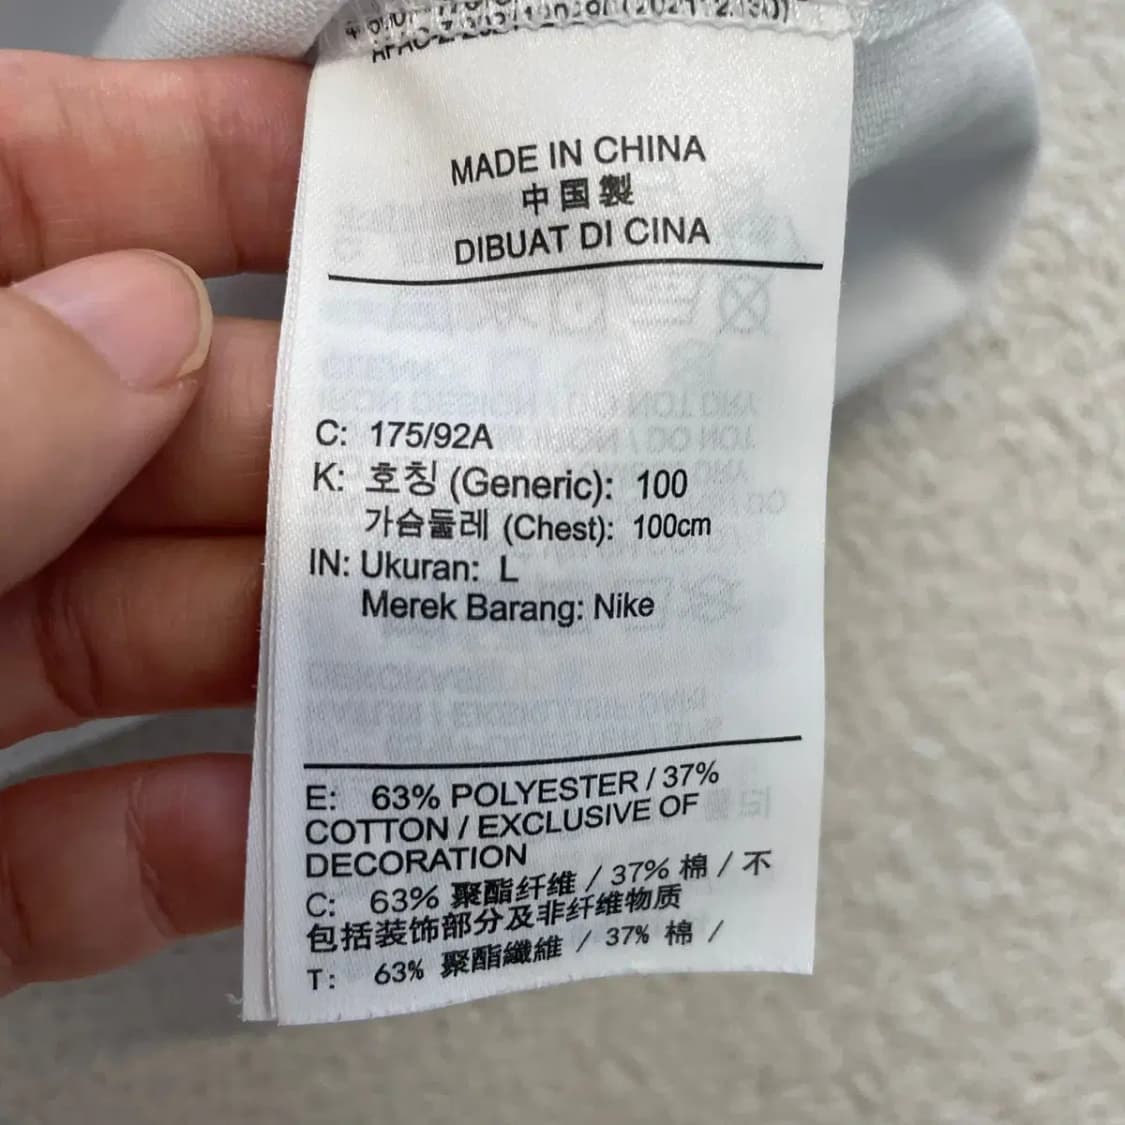 MADE IN CHINA
中国製
DIBUAT DI CINA
C: 175/92A
K: 호칭 (Generic): 100
가슴둘레 (Chest): 100cm
IN: Ukuran: L
Merek Barang: Nike
E: 63% POLYESTER / 37%
COTTON / EXCLUSIVE OF
DECORATION
C: 63% 聚酯纤维 / 37% 棉 / 不
包括装饰部分及非纤维物质
T: 63% 聚酯纖維 / 37% 棉 /